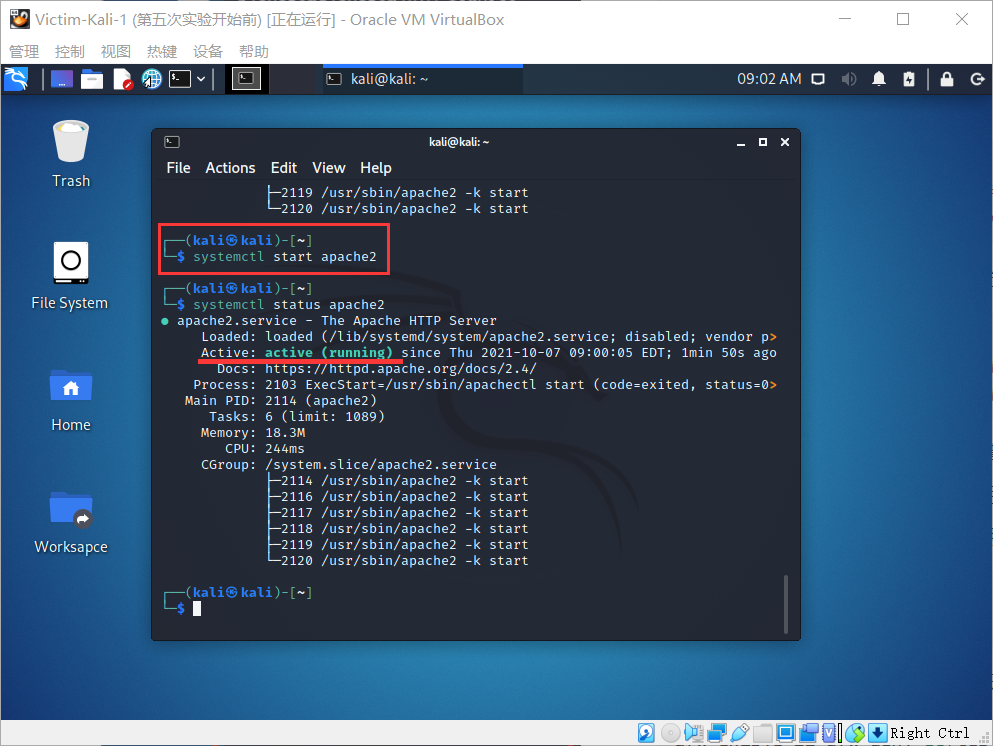 Victim-Kali-1 (第五次实验开始前) [正在运行] - Oracle VM VirtualBox
管理 控制 视图 热键 设备 帮助
kali@kali: ~
09:02 AM
Trash
File System
Home
Worksapce
kali@kali: ~
File Actions Edit View Help
├─2119 /usr/sbin/apache2 -k start
└─2120 /usr/sbin/apache2 -k start
┌──(kali㉿kali)-[~]
└─$ systemctl start apache2
┌──(kali㉿kali)-[~]
└─$ systemctl status apache2
● apache2.service - The Apache HTTP Server
Loaded: loaded (/lib/systemd/system/apache2.service; disabled; vendor p>
Active: active (running) since Thu 2021-10-07 09:00:05 EDT; 1min 50s ago
Docs: https://httpd.apache.org/docs/2.4/
Process: 2103 ExecStart=/usr/sbin/apachectl start (code=exited, status=0>
Main PID: 2114 (apache2)
Tasks: 6 (limit: 1089)
Memory: 18.3M
CPU: 244ms
CGroup: /system.slice/apache2.service
├─2114 /usr/sbin/apache2 -k start
├─2116 /usr/sbin/apache2 -k start
├─2117 /usr/sbin/apache2 -k start
├─2118 /usr/sbin/apache2 -k start
├─2119 /usr/sbin/apache2 -k start
└─2120 /usr/sbin/apache2 -k start
┌──(kali㉿kali)-[~]
└─$
Right Ctrl